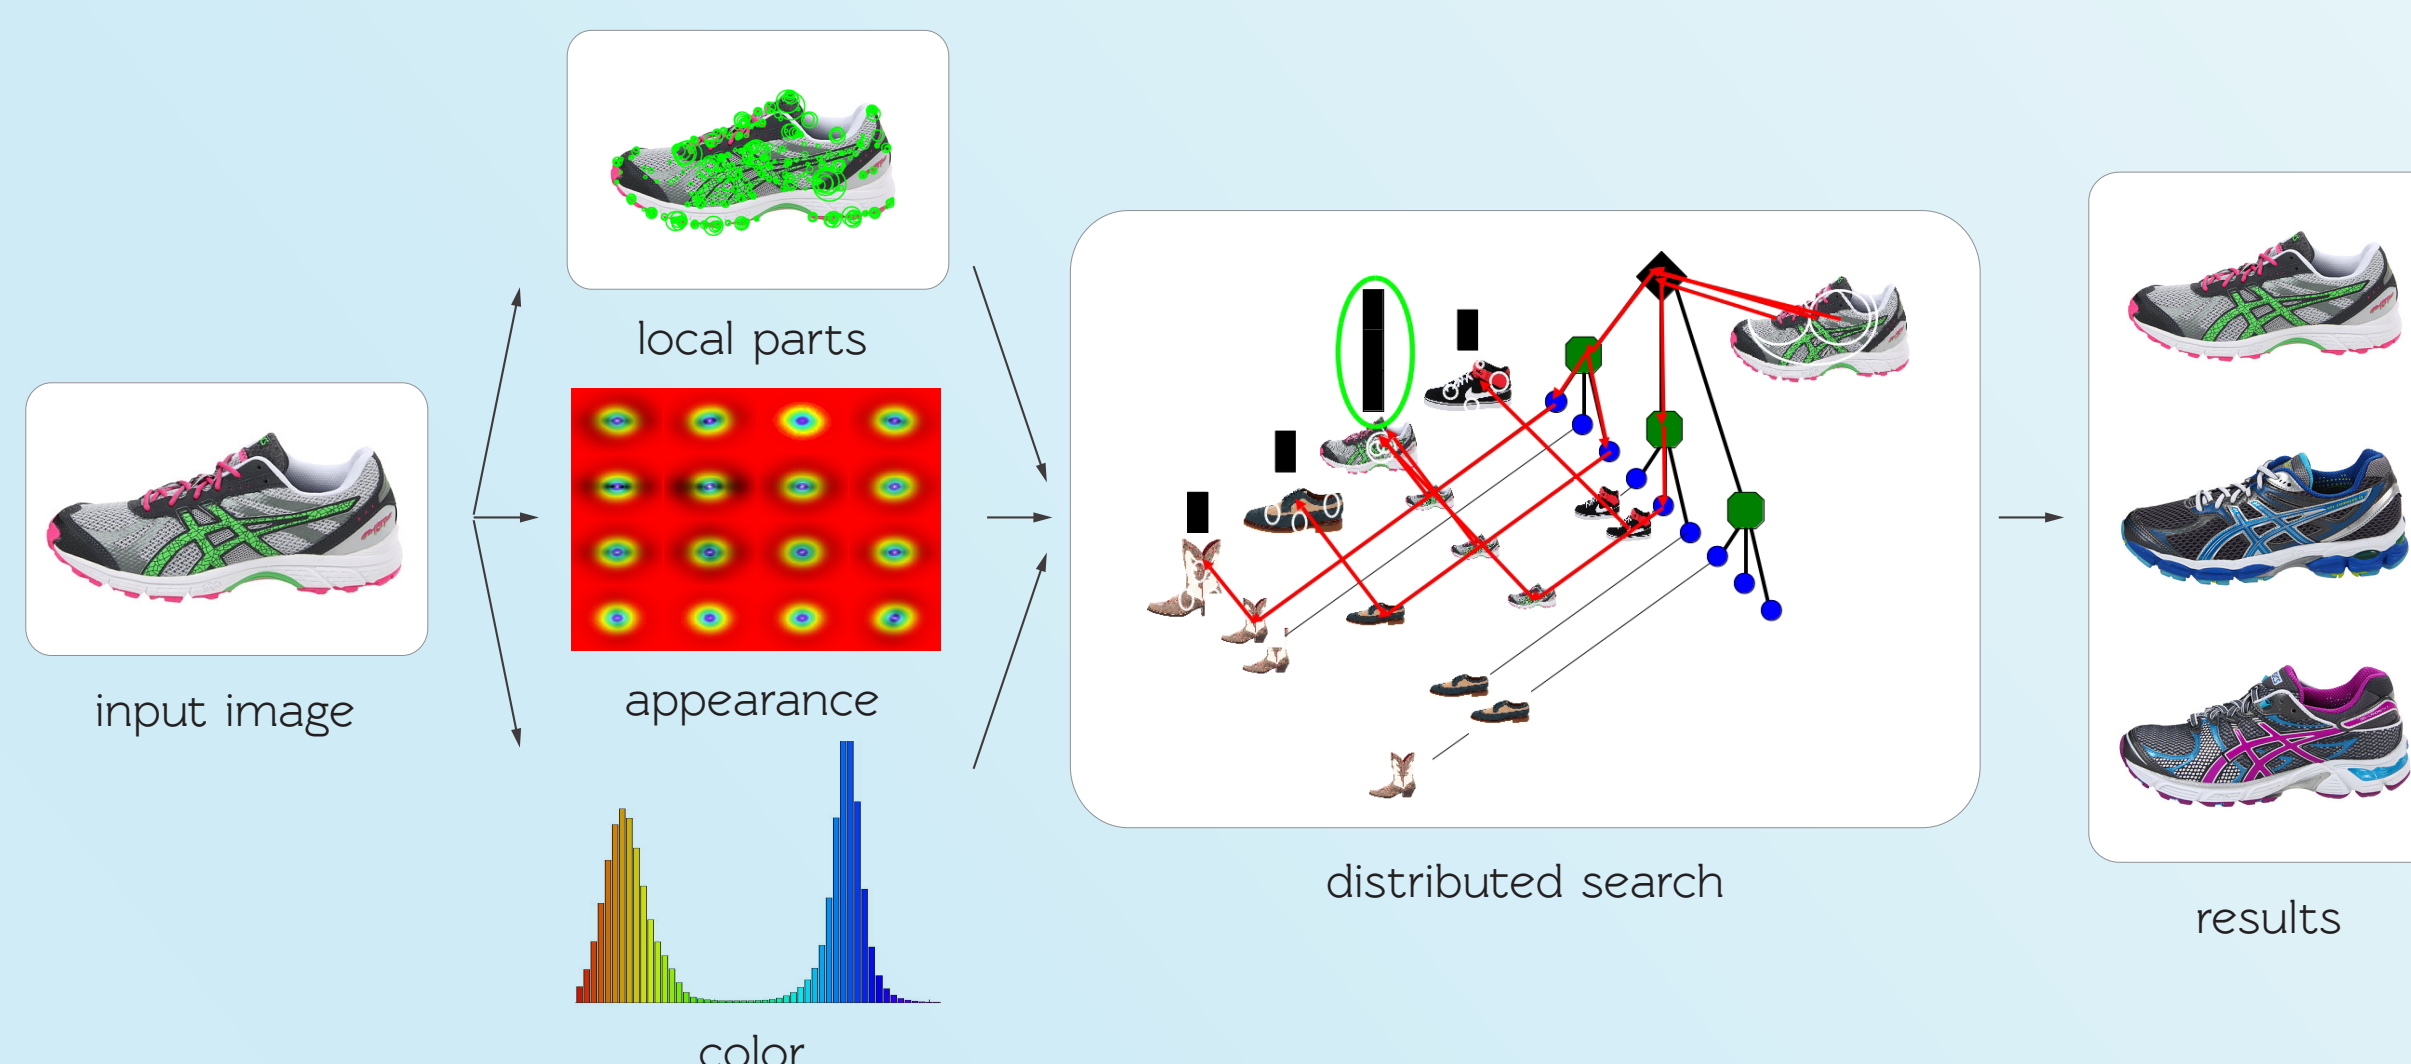 local parts
input image
appearance
distributed search
results
color